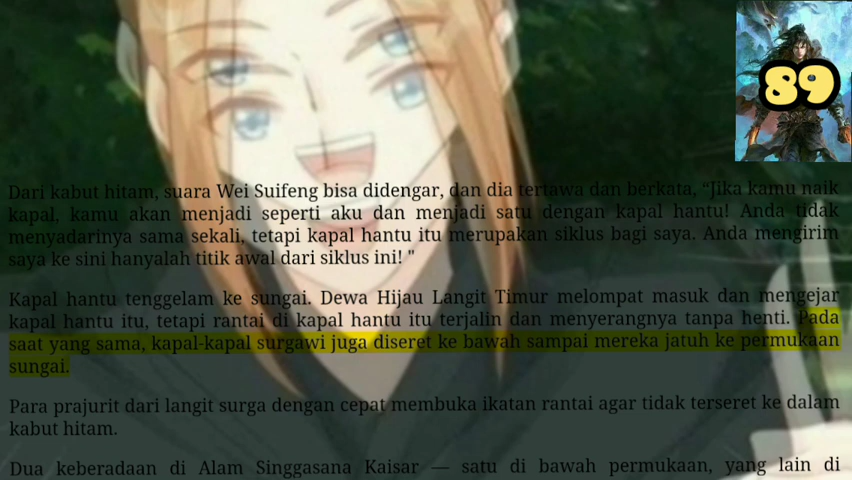 89
Dari kabut hitam, suara Wei Suifeng bisa didengar, dan dia tertawa dan berkata, “Jika kamu naik
kapal, kamu akan menjadi seperti aku dan menjadi satu dengan kapal hantu! Anda tidak
menyadarinya sama sekali, tetapi kapal hantu itu merupakan siklus bagi saya. Anda mengirim
saya ke sini hanyalah titik awal dari siklus ini! "
Kapal hantu tenggelam ke sungai. Dewa Hijau Langit Timur melompat masuk dan mengejar
kapal hantu itu, tetapi rantai di kapal hantu itu terjalin dan menyerangnya tanpa henti. Pada
saat yang sama, kapal-kapal surgawi juga diseret ke bawah sampai mereka jatuh ke permukaan
sungai.
Para prajurit dari langit surga dengan cepat membuka ikatan rantai agar tidak terseret ke dalam
kabut hitam.
Dua keberadaan di Alam Singgasana Kaisar — satu di bawah permukaan, yang lain di